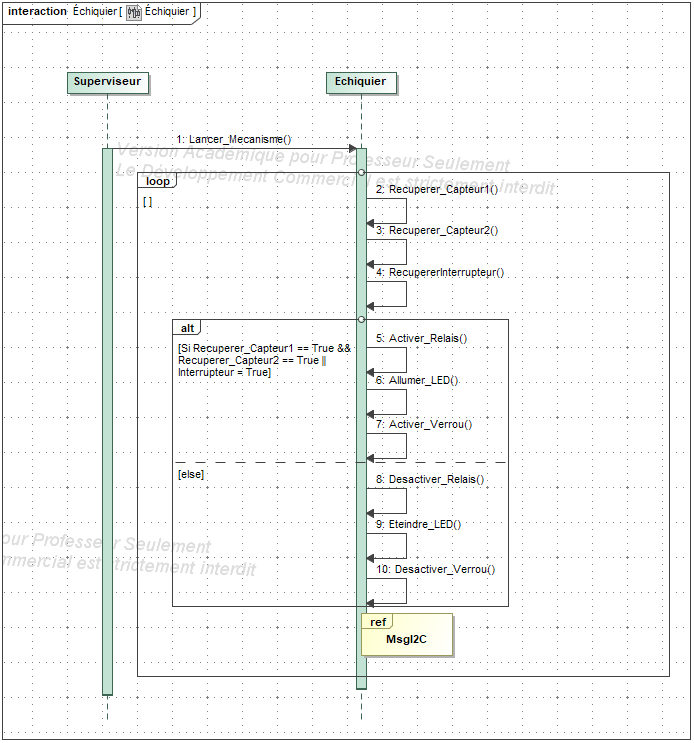 interaction Échiquier [ Échiquier ]
Superviseur
Echiquier
1: Lancer_Mecanisme()
Version Académique pour Professeur Seulement
Le Développement Commercial est strictement interdit
loop
[ ]
2: Recuperer_Capteur1()
3: Recuperer_Capteur2()
4: RecupererInterrupteur()
alt
[Si Recuperer_Capteur1 == True &&
Recuperer_Capteur2 == True ||
Interrupteur = True]
5: Activer_Relais()
6: Allumer_LED()
7: Activer_Verrou()
[else]
8: Desactiver_Relais()
9: Eteindre_LED()
our Professeur Seulement
mmercial est strictement interdit
10: Desactiver_Verrou()
ref
MsgI2C